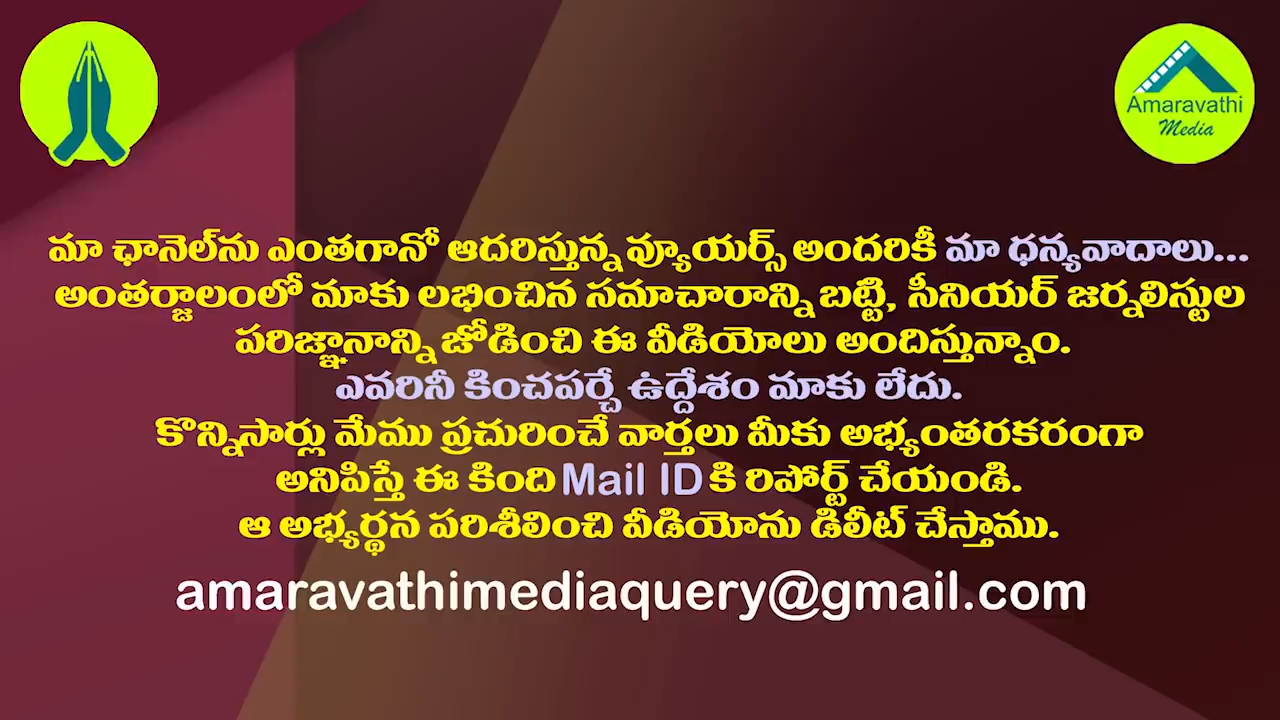 Amaravathi
Media
మా ఛానెల్‌ను ఎంతగానో ఆదరిస్తున్న వ్యూయర్స్ అందరికీ మా ధన్యవాదాలు...
అంతర్జాలంలో మాకు లభించిన సమాచారాన్ని బట్టి, సీనియర్ జర్నలిస్టుల
పరిజ్ఞానాన్ని జోడించి ఈ వీడియోలు అందిస్తున్నాం.
ఎవరినీ కించపర్చే ఉద్దేశం మాకు లేదు.
కొన్నిసార్లు మేము ప్రచురించే వార్తలు మీకు అభ్యంతరకరంగా
అనిపిస్తే ఈ కింది Mail ID కి రిపోర్ట్ చేయండి.
ఆ అభ్యర్థన పరిశీలించి వీడియోను డిలీట్ చేస్తాము.
amaravathimediaquery@gmail.com